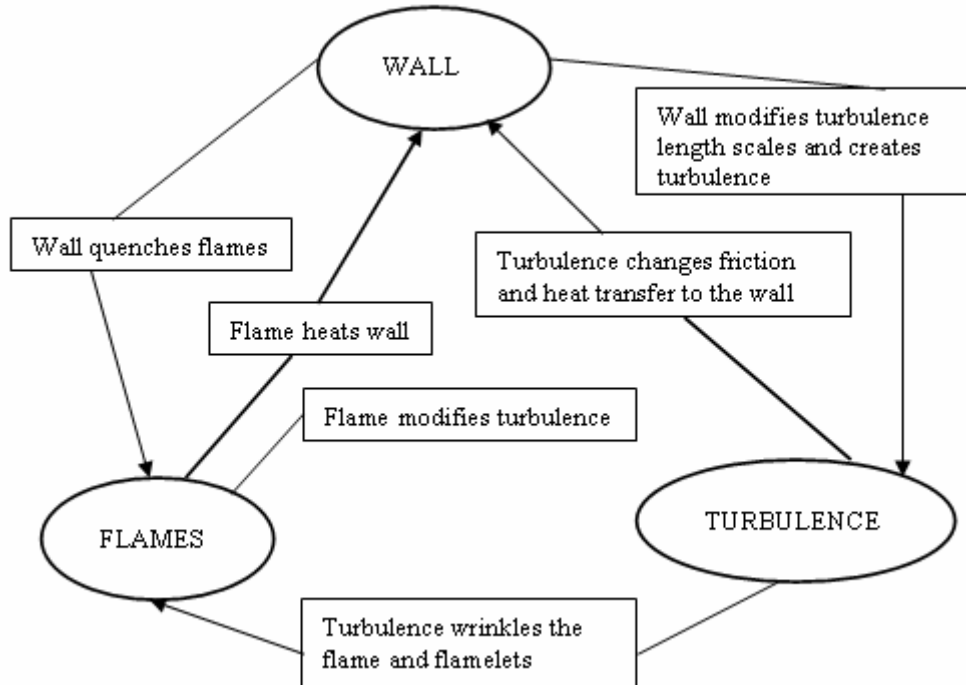 WALL
Wall modifies turbulence
length scales and creates
turbulence
Wall quenches flames
Turbulence changes friction
and heat transfer to the wall
Flame heats wall
Flame modifies turbulence
FLAMES
TURBULENCE
Turbulence wrinkles the
flame and flamelets